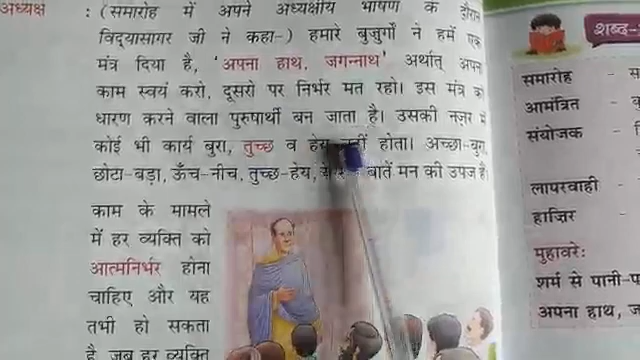 अध्यक्ष : (समारोह में अपने अध्यक्षीय भाषण के दौरान
विद्यासागर जी ने कहा-) हमारे बुजुर्गों ने हमें एक
मंत्र दिया है, 'अपना हाथ, जगन्नाथ' अर्थात् अपना
काम स्वयं करो, दूसरों पर निर्भर मत रहो। इस मंत्र को
धारण करने वाला पुरुषार्थी बन जाता है। उसकी नज़र में
कोई भी कार्य बुरा, तुच्छ व हेय नहीं होता। अच्छा-बुरा,
छोटा-बड़ा, ऊँच-नीच, तुच्छ-हेय, बातें मन की उपज हैं।
काम के मामले
में हर व्यक्ति को
आत्मनिर्भर होना
चाहिए और यह
तभी हो सकता
है, जब हर व्यक्ति
शब्द-
समारोह -
आमंत्रित -
संयोजक -
लापरवाही -
हाज़िर -
मुहावरे:
शर्म से पानी-
अपना हाथ,